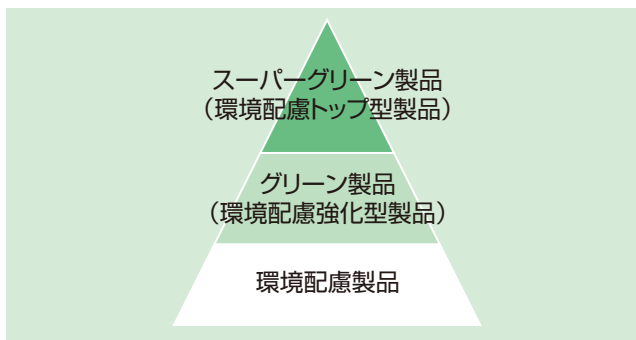 スーパーグリーン製品
（環境配慮トップ型製品）
グリーン製品
（環境配慮強化型製品）
環境配慮製品